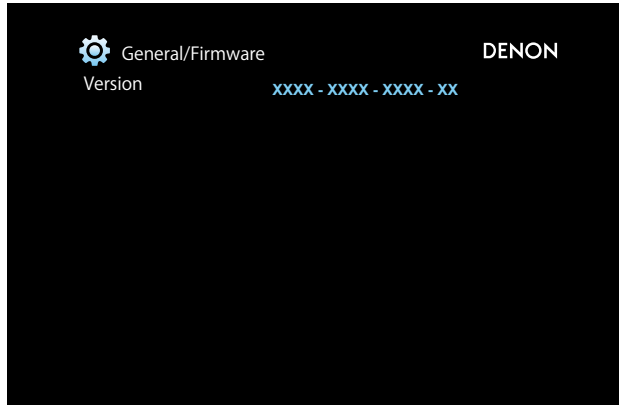 General/Firmware
DENON
Version
XXXX - XXXX - XXXX - XX